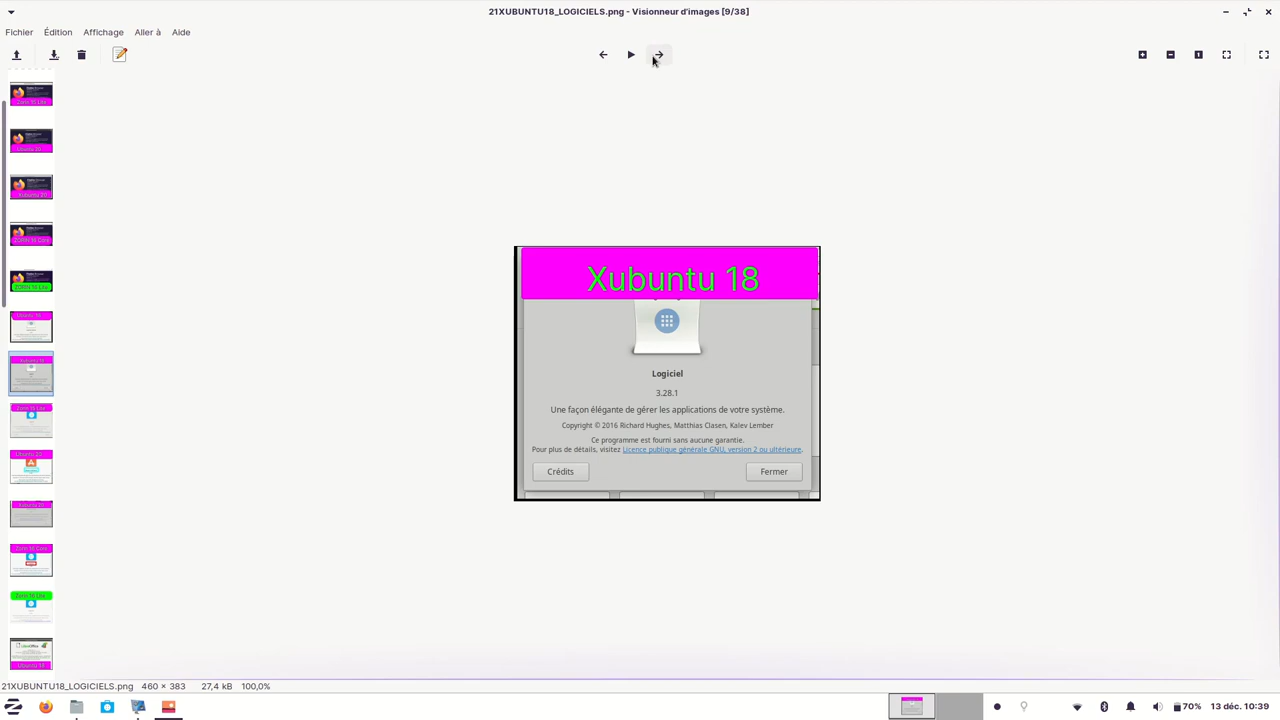 21XUBUNTU18_LOGICIELS.png - Visionneur d'images [9/38]
Fichier Édition Affichage Aller à Aide
Xubuntu 18
Logiciel
3.28.1
Une façon élégante de gérer les applications de votre système.
Copyright © 2016 Richard Hughes, Matthias Clasen, Kalev Lember
Ce programme est fourni sans aucune garantie.
Pour plus de détails, visitez Licence publique générale GNU, version 2 ou ultérieure.
Crédits Fermer
21XUBUNTU18_LOGICIELS.png 460 × 383 27,4 kB 100,0%
70% 13 déc. 10:39